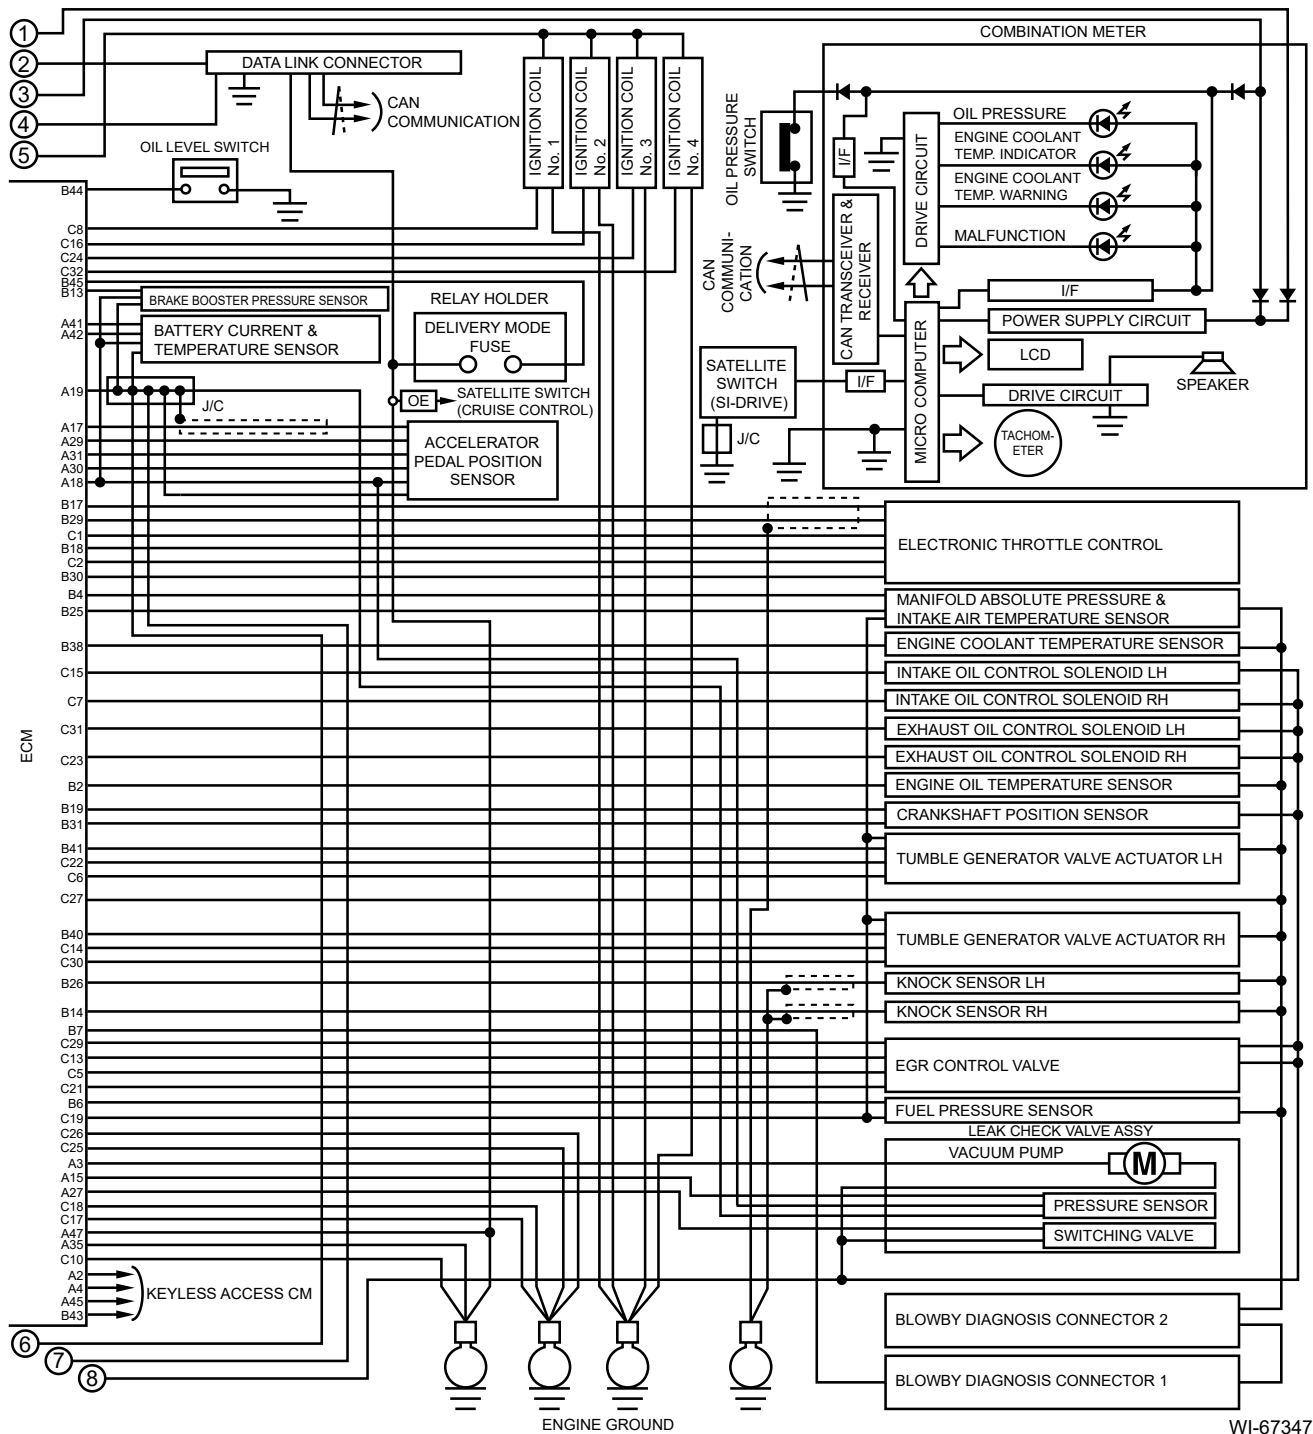 1
2
3
4
5
DATA LINK CONNECTOR
CAN
COMMUNICATION
OIL LEVEL SWITCH
IGNITION COIL
No. 1
IGNITION COIL
No. 2
IGNITION COIL
No. 3
IGNITION COIL
No. 4
OIL PRESSURE
SWITCH
COMBINATION METER
I/F
DRIVE CIRCUIT
OIL PRESSURE
ENGINE COOLANT
TEMP. INDICATOR
ENGINE COOLANT
TEMP. WARNING
MALFUNCTION
CAN
COMMUNI-
CATION
CAN TRANSCEIVER &
RECEIVER
I/F
POWER SUPPLY CIRCUIT
MICRO COMPUTER
LCD
SPEAKER
DRIVE CIRCUIT
TACHOM-
ETER
SATELLITE
SWITCH
(SI-DRIVE)
I/F
J/C
ECM
B44
C8
C16
C24
C32
B45
B13
BRAKE BOOSTER PRESSURE SENSOR
A41
A42
BATTERY CURRENT &
TEMPERATURE SENSOR
RELAY HOLDER
DELIVERY MODE
FUSE
A19
J/C
OE
SATELLITE SWITCH
(CRUISE CONTROL)
A17
A29
A31
A30
A18
ACCELERATOR
PEDAL POSITION
SENSOR
B17
B29
C1
B18
C2
B30
ELECTRONIC THROTTLE CONTROL
B4
B25
MANIFOLD ABSOLUTE PRESSURE &
INTAKE AIR TEMPERATURE SENSOR
B38
ENGINE COOLANT TEMPERATURE SENSOR
C15
INTAKE OIL CONTROL SOLENOID LH
C7
INTAKE OIL CONTROL SOLENOID RH
C31
EXHAUST OIL CONTROL SOLENOID LH
C23
EXHAUST OIL CONTROL SOLENOID RH
B2
ENGINE OIL TEMPERATURE SENSOR
B19
B31
CRANKSHAFT POSITION SENSOR
B41
C22
C6
TUMBLE GENERATOR VALVE ACTUATOR LH
C27
B40
C14
C30
TUMBLE GENERATOR VALVE ACTUATOR RH
B26
KNOCK SENSOR LH
B14
KNOCK SENSOR RH
B7
C29
C13
C5
C21
EGR CONTROL VALVE
B6
C19
FUEL PRESSURE SENSOR
C26
C25
A3
A15
A27
C18
C17
A47
A35
C10
LEAK CHECK VALVE ASSY
VACUUM PUMP
M
PRESSURE SENSOR
SWITCHING VALVE
A2
A4
A45
B43
KEYLESS ACCESS CM
6
7
8
BLOWBY DIAGNOSIS CONNECTOR 2
BLOWBY DIAGNOSIS CONNECTOR 1
ENGINE GROUND
WI-67347